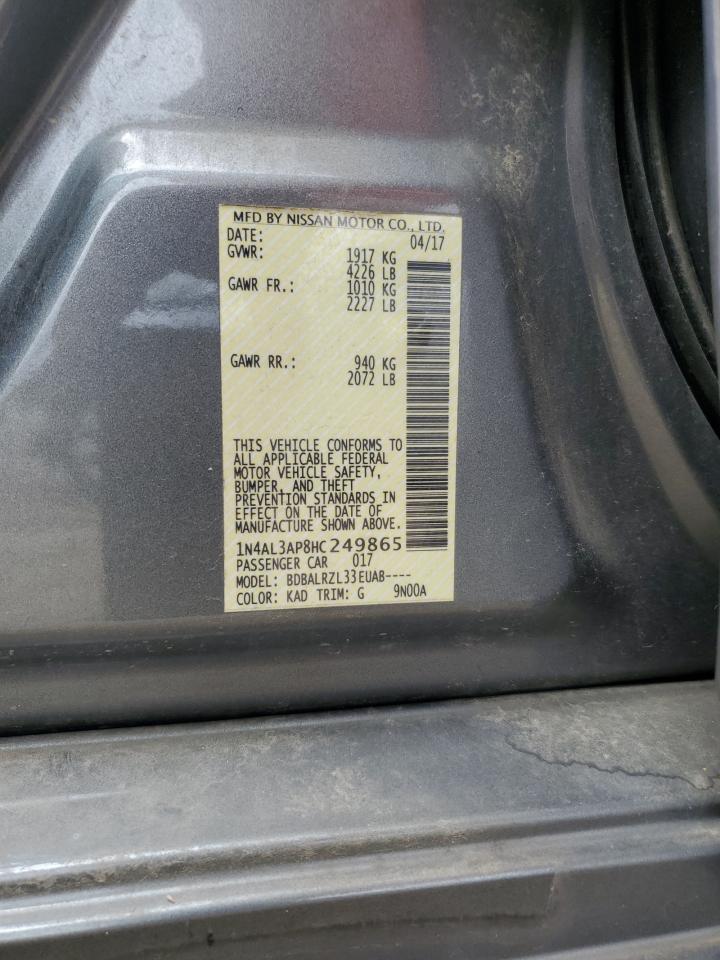 MFD BY NISSAN MOTOR CO., LTD.
DATE: 04/17
GVWR: 1917 KG
4226 LB
GAWR FR.: 1010 KG
2227 LB
GAWR RR.: 940 KG
2072 LB
THIS VEHICLE CONFORMS TO
ALL APPLICABLE FEDERAL
MOTOR VEHICLE SAFETY,
BUMPER, AND THEFT
PREVENTION STANDARDS IN
EFFECT ON THE DATE OF
MANUFACTURE SHOWN ABOVE.
1N4AL3AP8HC249865
PASSENGER CAR 017
MODEL: BDBALRZL33EUAB----
COLOR: KAD TRIM: G 9N00A